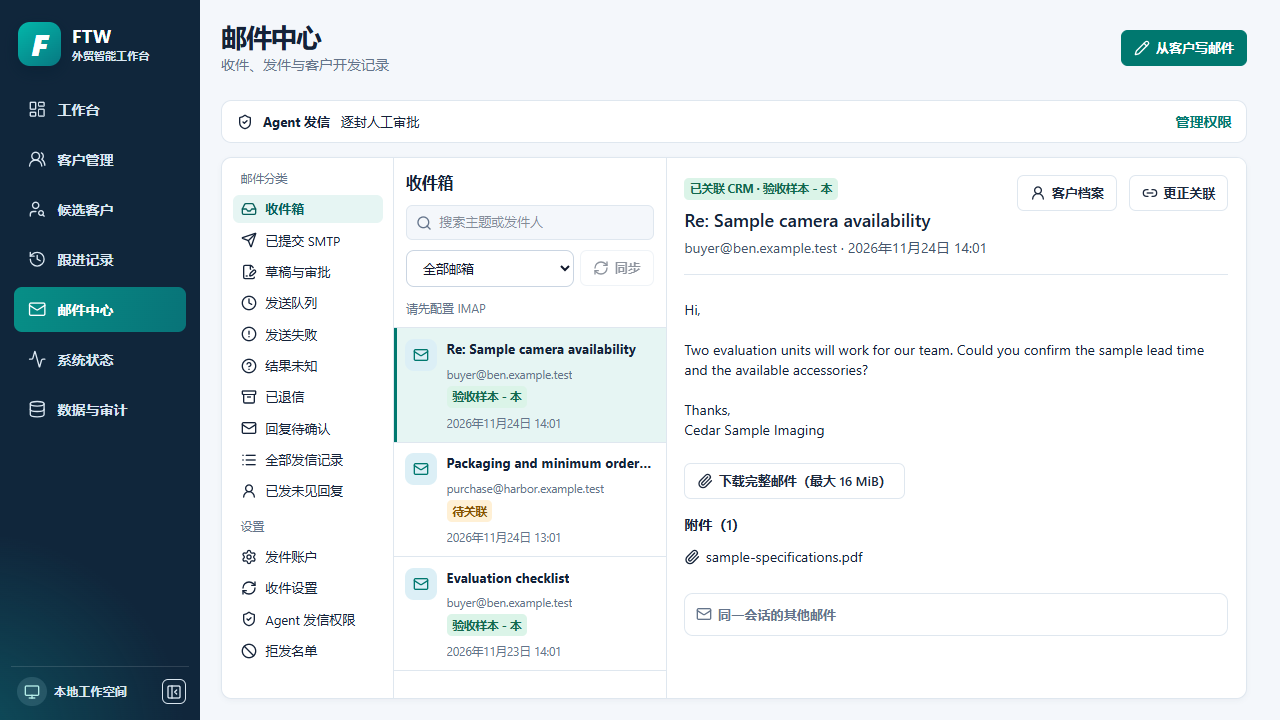 F
FTW
外贸智能工作台
工作台
客户管理
候选客户
跟进记录
邮件中心
系统状态
数据与审计
本地工作空间
邮件中心
收件、发件与客户开发记录
从客户写邮件
Agent 发信 逐封人工审批
管理权限
邮件分类
收件箱
已提交 SMTP
草稿与审批
发送队列
发送失败
结果未知
已退信
回复待确认
全部发信记录
已发未见回复
设置
发件账户
收件设置
Agent 发信权限
拒发名单
收件箱
搜索主题或发件人
全部邮箱
同步
请先配置 IMAP
Re: Sample camera availability
buyer@ben.example.test
验收样本 - 本
2026年11月24日 14:01
Packaging and minimum order...
purchase@harbor.example.test
待关联
2026年11月24日 13:01
Evaluation checklist
buyer@ben.example.test
验收样本 - 本
2026年11月23日 14:01
已关联 CRM · 验收样本 - 本
客户档案
更正关联
Re: Sample camera availability
buyer@ben.example.test · 2026年11月24日 14:01
Hi,
Two evaluation units will work for our team. Could you confirm the sample lead time
and the available accessories?
Thanks,
Cedar Sample Imaging
下载完整邮件（最大 16 MiB）
附件（1）
sample-specifications.pdf
同一会话的其他邮件